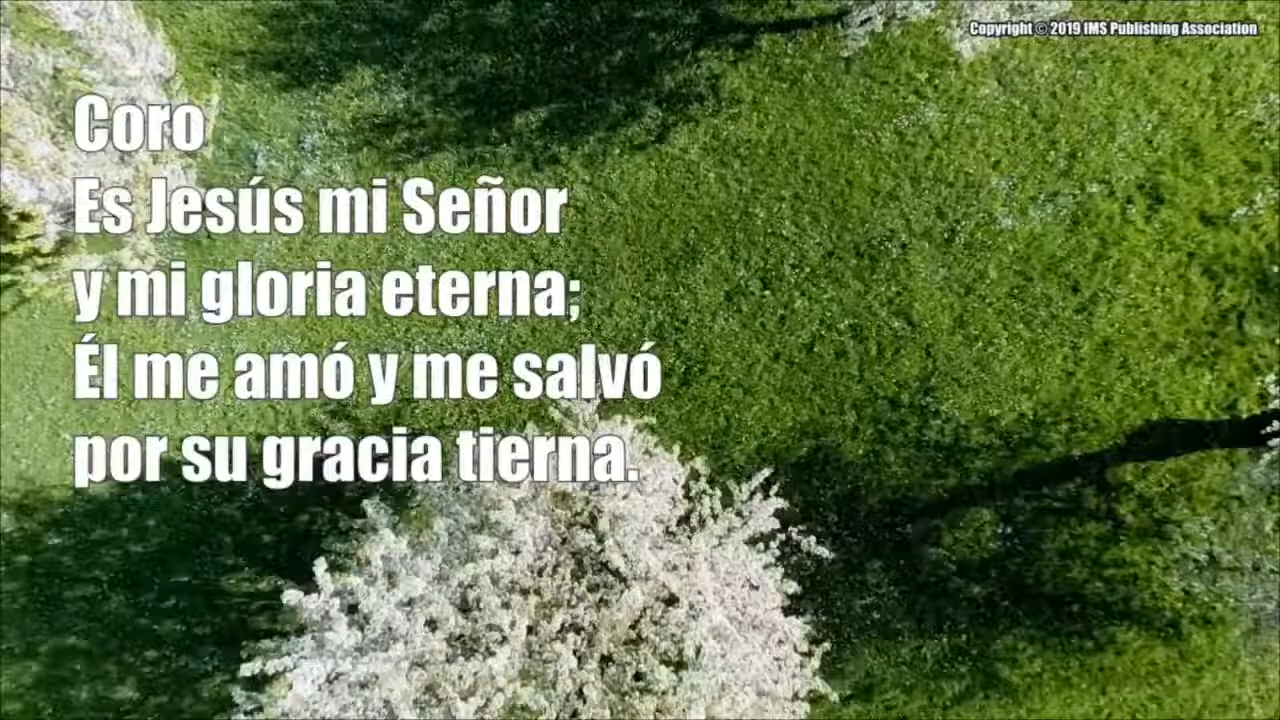 Copyright © 2019 IMS Publishing Association
Coro
Es Jesús mi Señor
y mi gloria eterna;
Él me amó y me salvó
por su gracia tierna.